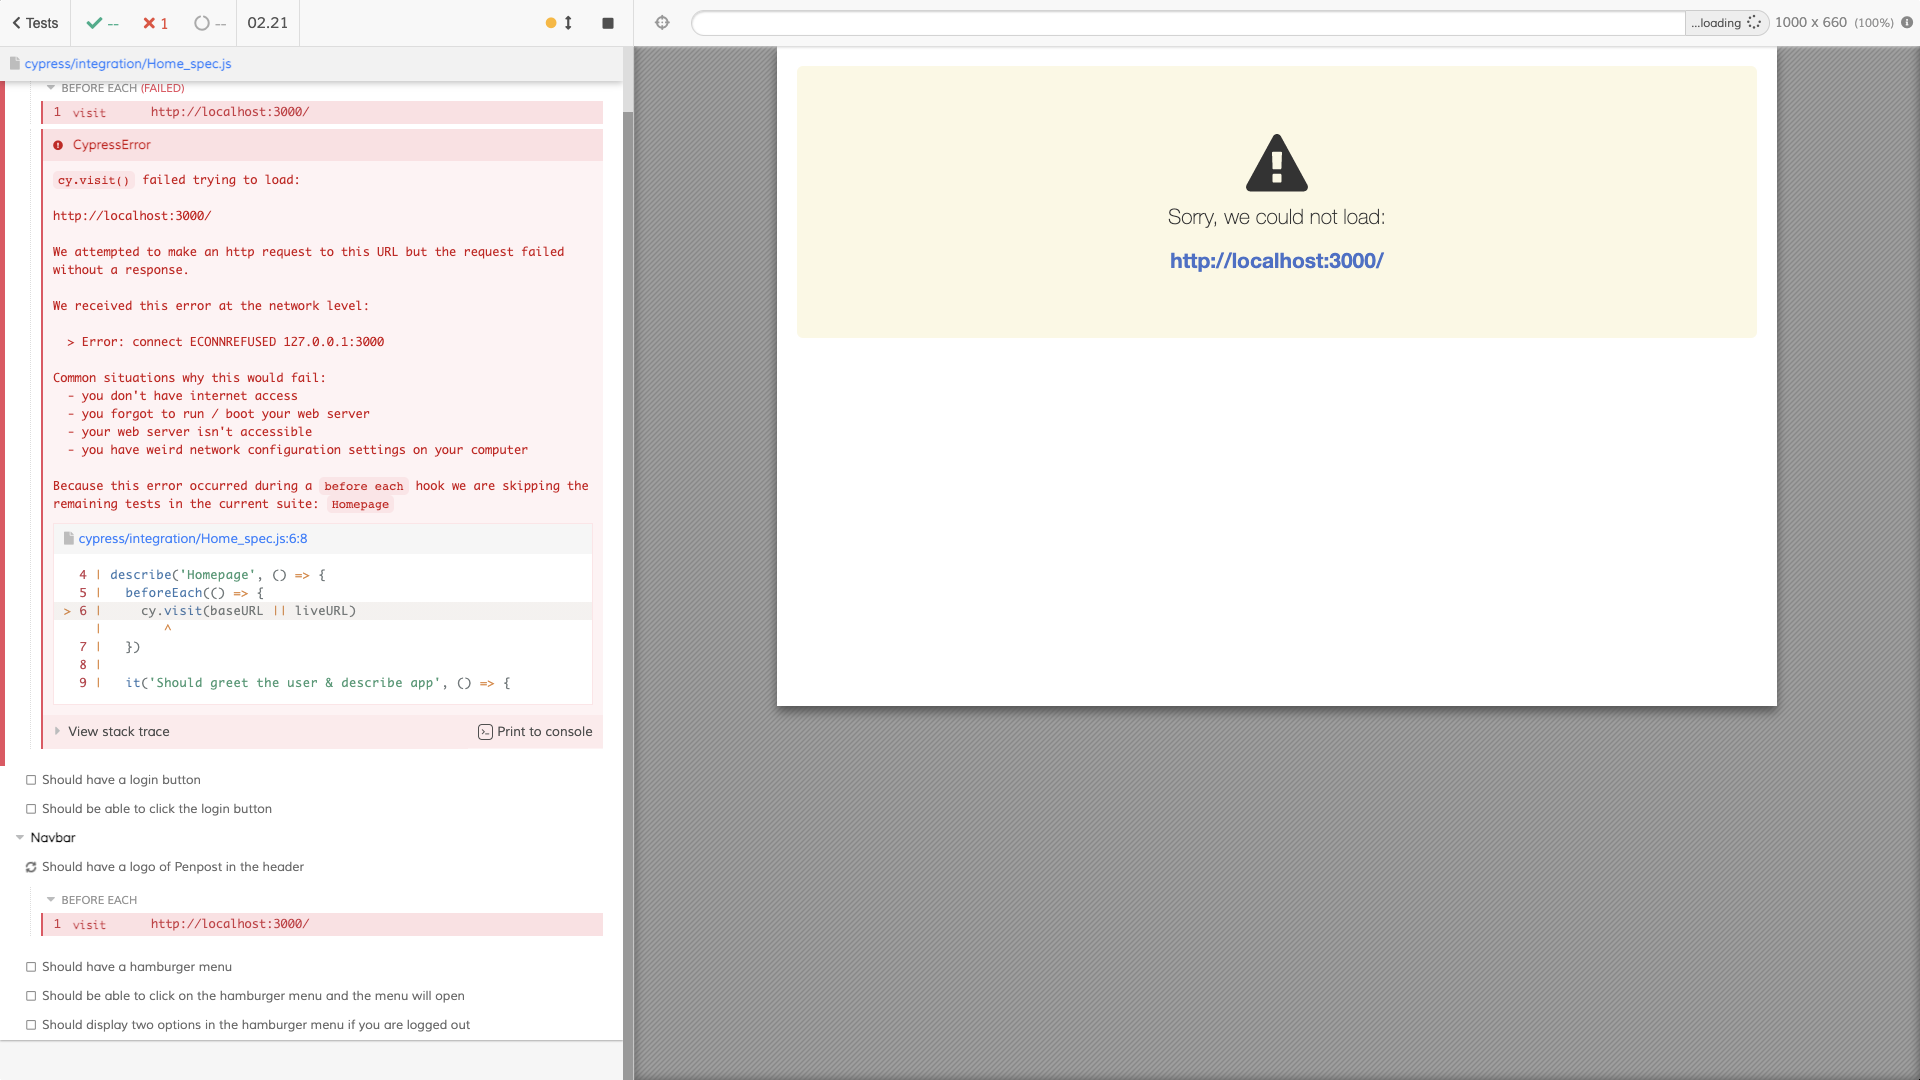 Tests
--
1
--
02.21
...loading
1000 x 660 (100%)
cypress/integration/Home_spec.js
BEFORE EACH (FAILED)
1 visit http://localhost:3000/
CypressError
cy.visit() failed trying to load:
http://localhost:3000/
We attempted to make an http request to this URL but the request failed
without a response.
We received this error at the network level:
> Error: connect ECONNREFUSED 127.0.0.1:3000
Common situations why this would fail:
- you don't have internet access
- you forgot to run / boot your web server
- your web server isn't accessible
- you have weird network configuration settings on your computer
Because this error occurred during a before each hook we are skipping the
remaining tests in the current suite: Homepage
cypress/integration/Home_spec.js:6:8
4 | describe('Homepage', () => {
5 | beforeEach(() => {
> 6 | cy.visit(baseURL || liveURL)
| ^
7 | })
8 |
9 | it('Should greet the user & describe app', () => {
View stack trace
Print to console
Should have a login button
Should be able to click the login button
Navbar
Should have a logo of Penpost in the header
BEFORE EACH
1 visit http://localhost:3000/
Should have a hamburger menu
Should be able to click on the hamburger menu and the menu will open
Should display two options in the hamburger menu if you are logged out
Sorry, we could not load:
http://localhost:3000/